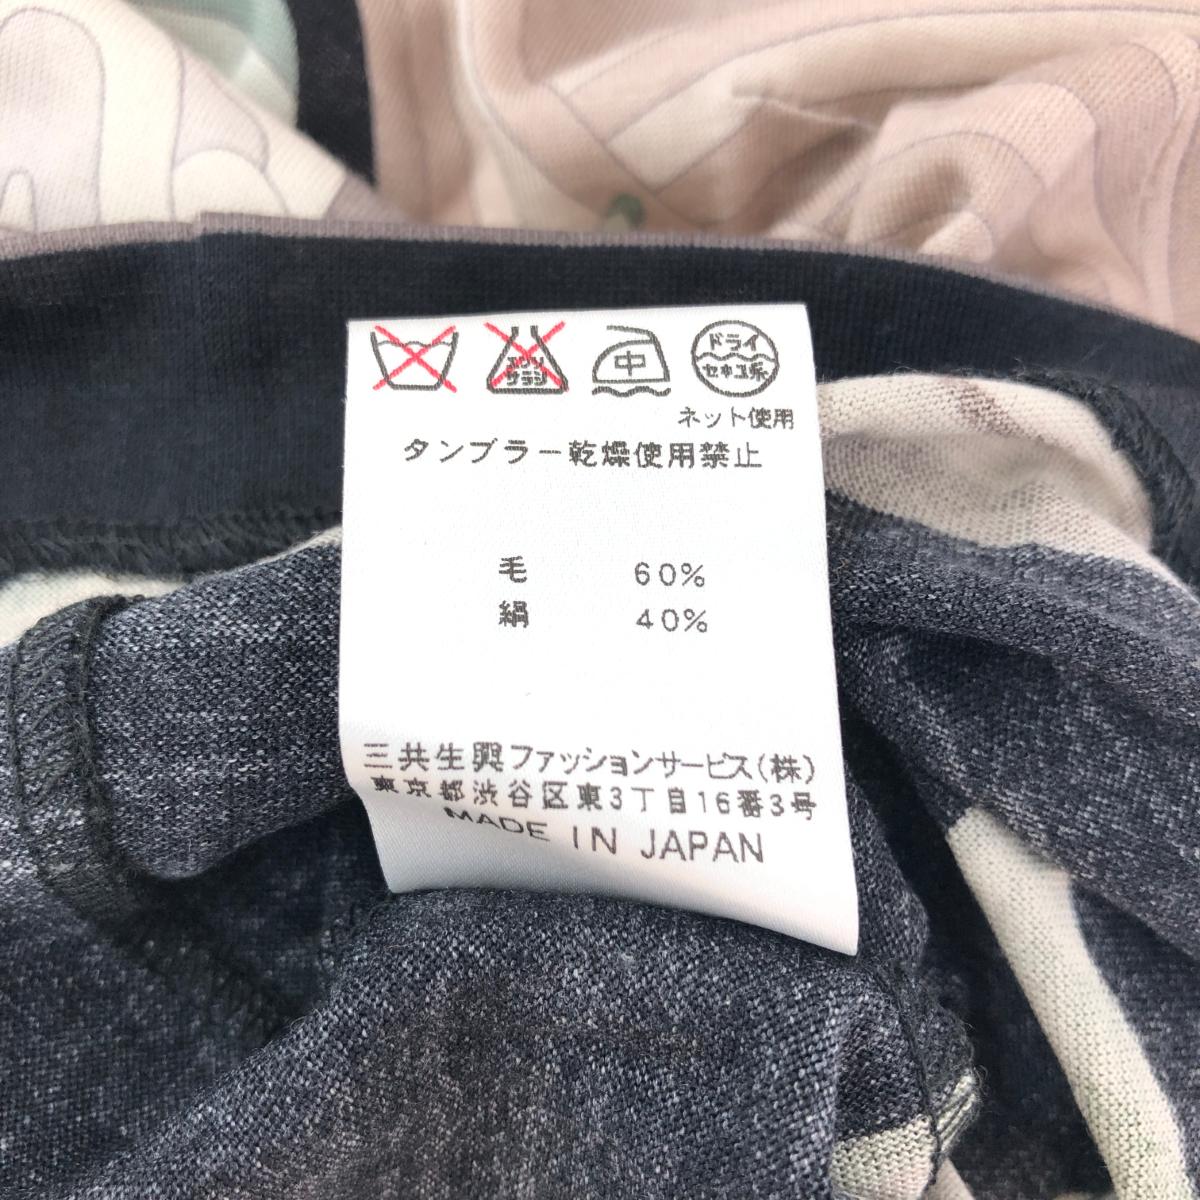 エンソ サラシ 中 ドライ セキユ系
ネット使用
タンブラー乾燥使用禁止
毛 60%
絹 40%
三共生興ファッションサービス(株)
東京都渋谷区東3丁目16番3号
MADE IN JAPAN